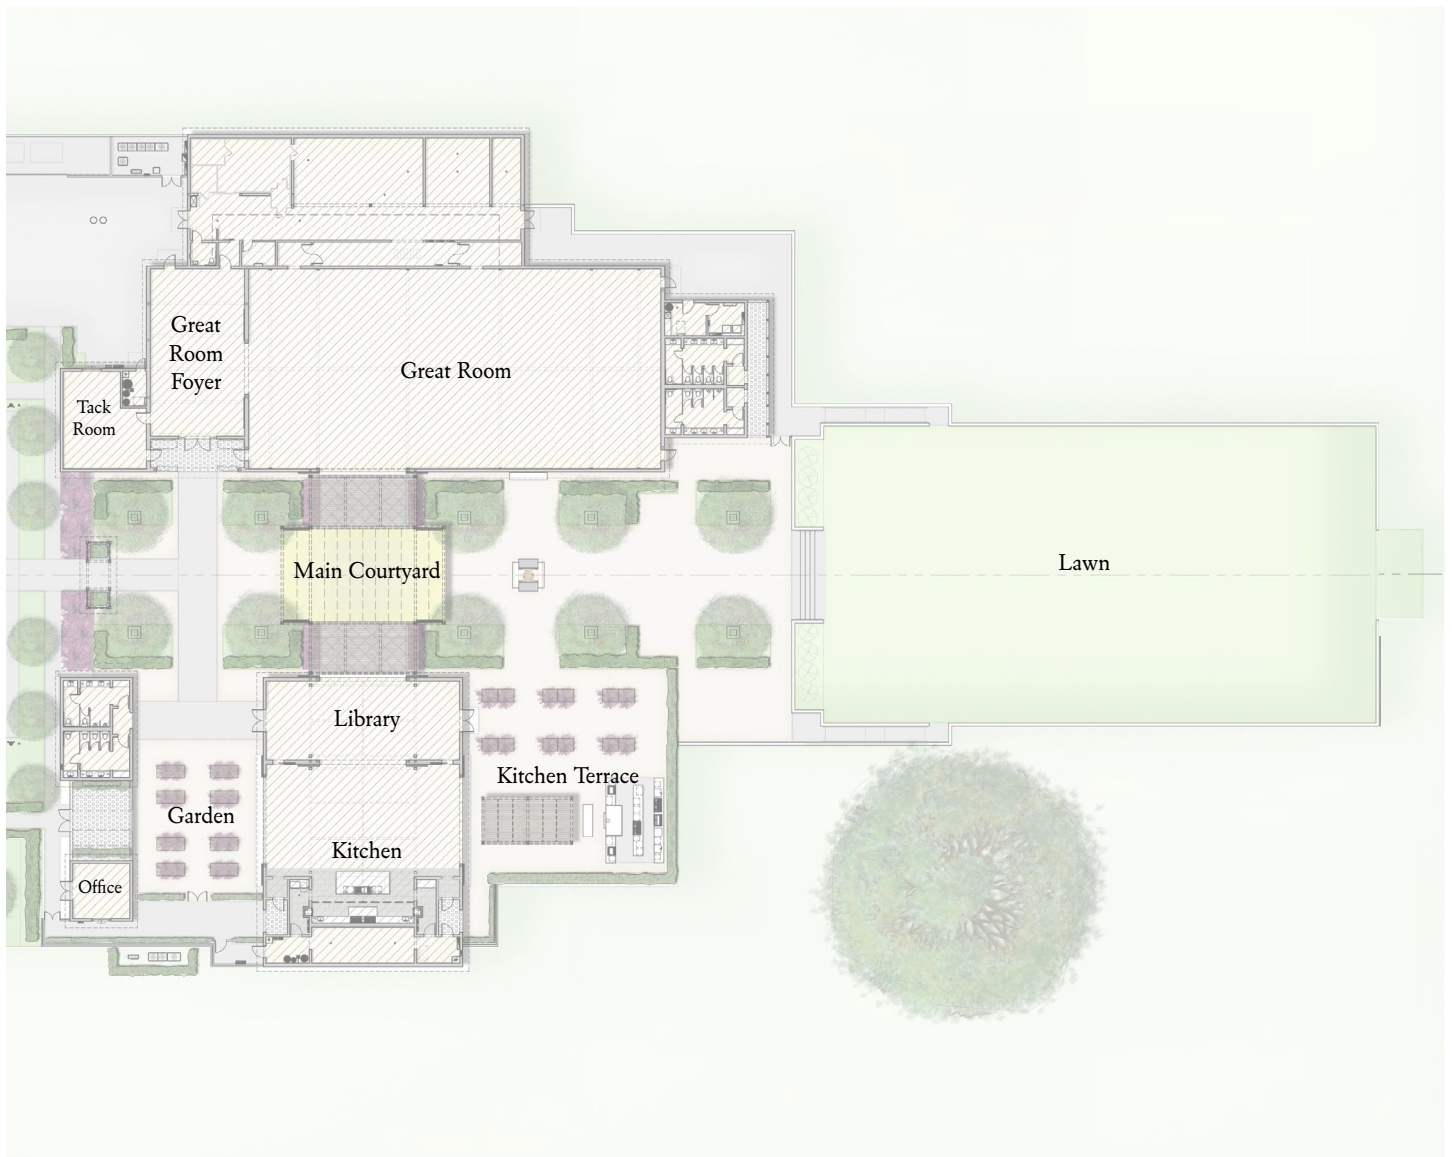 Great
Room
Foyer
Great Room
Tack
Room
Main Courtyard
Lawn
Library
Kitchen Terrace
Garden
Kitchen
Office